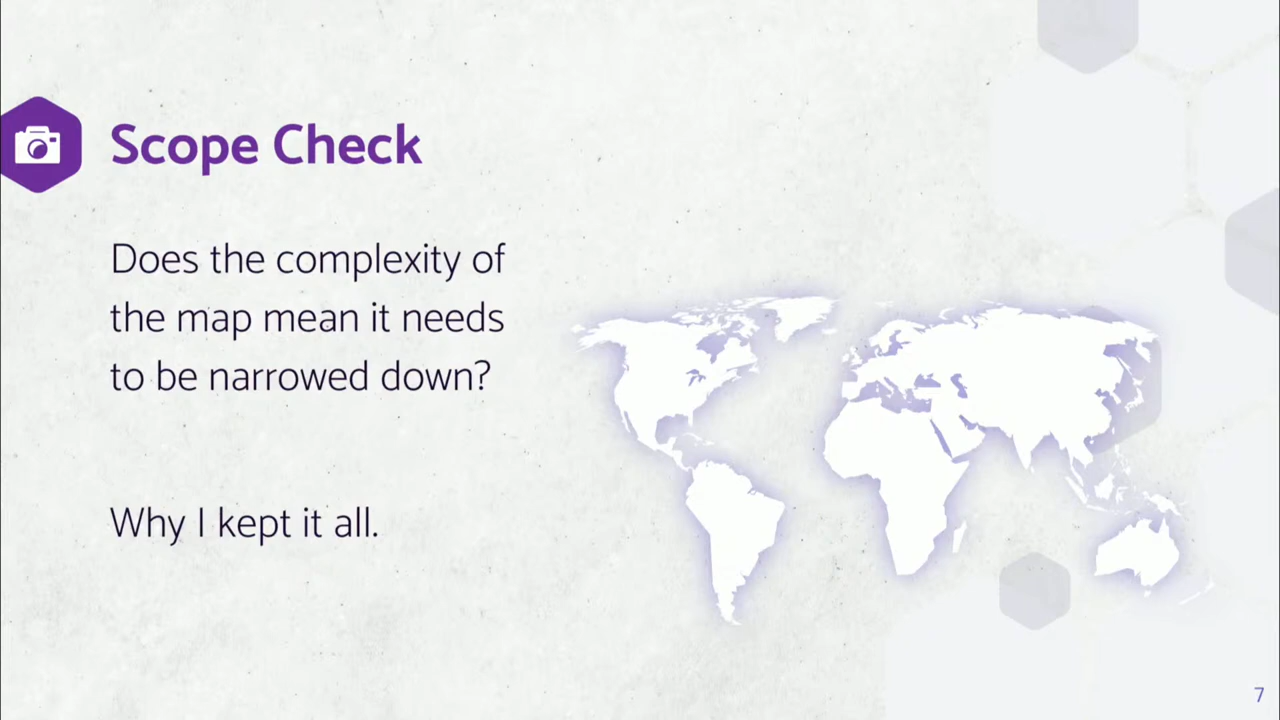 Scope Check
Does the complexity of
the map mean it needs
to be narrowed down?
Why I kept it all.
7